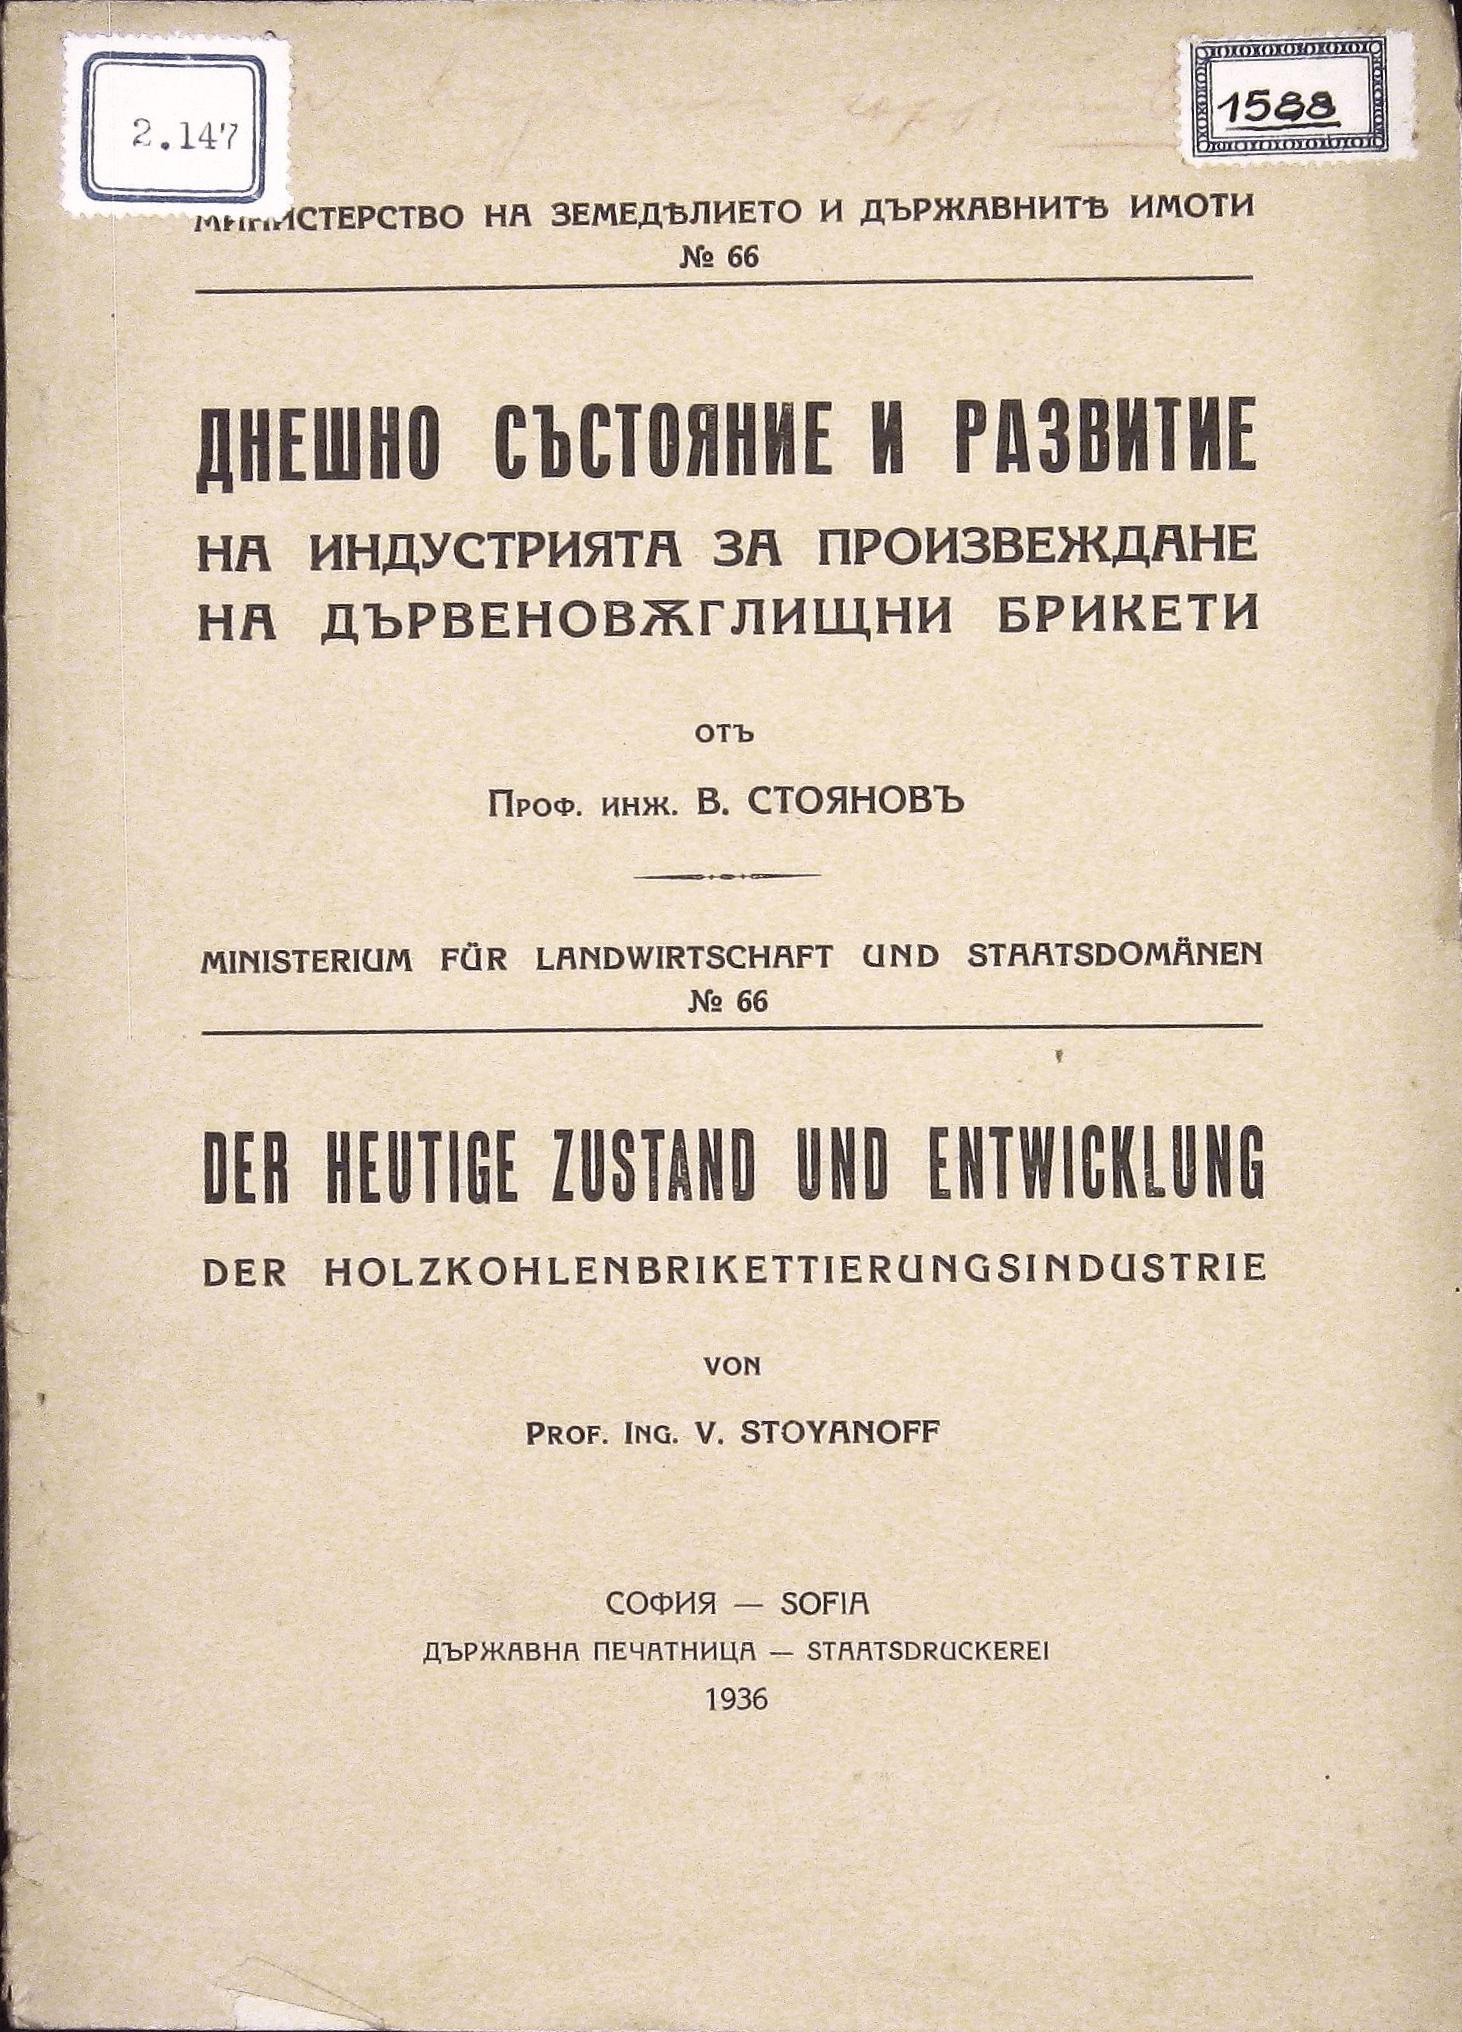 2.147
1588
МИНИСТЕРСТВО НА ЗЕМЕДѢЛИЕТО И ДЪРЖАВНИТѢ ИМОТИ
№ 66
ДНЕШНО СЪСТОЯНИЕ И РАЗВИТИЕ
НА ИНДУСТРИЯТА ЗА ПРОИЗВЕЖДАНЕ
НА ДЪРВЕНОВѪГЛИЩНИ БРИКЕТИ
ОТЪ
ПРОФ. ИНЖ. В. СТОЯНОВЪ
MINISTERIUM FÜR LANDWIRTSCHAFT UND STAATSDOMÄNEN
№ 66
DER HEUTIGE ZUSTAND UND ENTWICKLUNG
DER HOLZKOHLENBRIKETTIERUNGSINDUSTRIE
VON
PROF. ING. V. STOYANOFF
СОФИЯ — SOFIA
ДЪРЖАВНА ПЕЧАТНИЦА — STAATSDRUCKEREI
1936